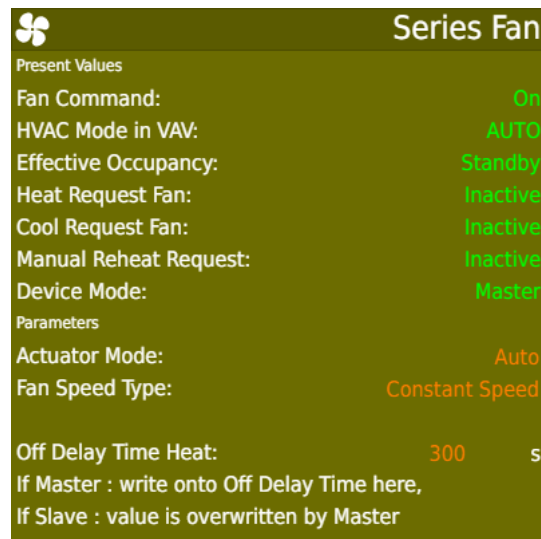 Series Fan
Present Values
Fan Command: On
HVAC Mode in VAV: AUTO
Effective Occupancy: Standby
Heat Request Fan: Inactive
Cool Request Fan: Inactive
Manual Reheat Request: Inactive
Device Mode: Master
Parameters
Actuator Mode: Auto
Fan Speed Type: Constant Speed
Off Delay Time Heat: 300 s
If Master : write onto Off Delay Time here,
If Slave : value is overwritten by Master